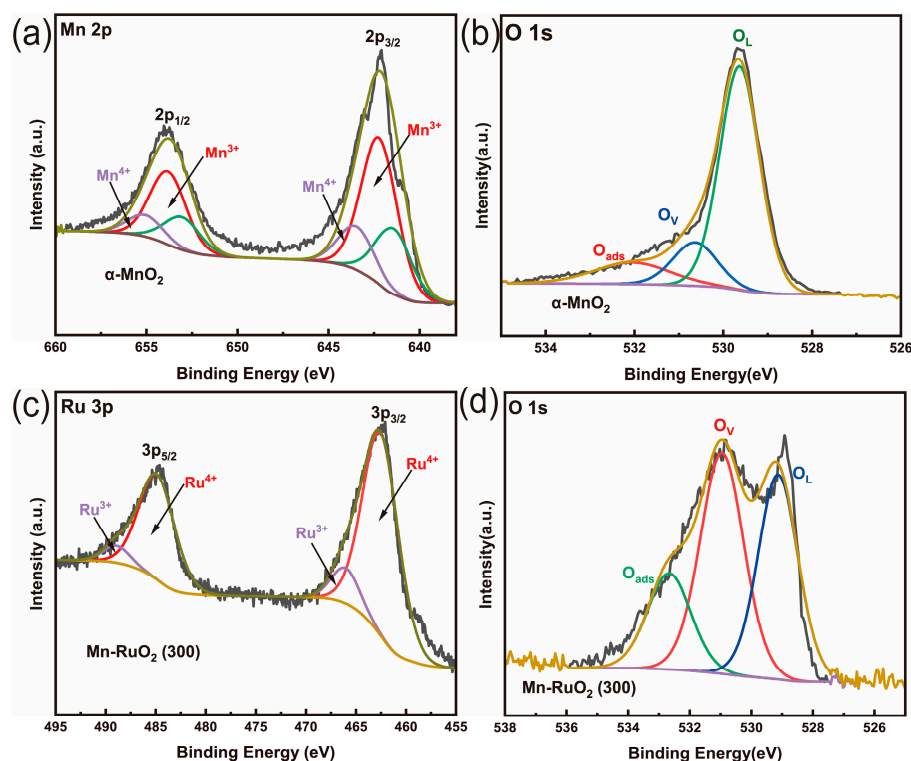 (a) Mn 2p
2p3/2
2p1/2
Mn3+
Mn3+
Mn4+
Mn4+
α-MnO2
Intensity (a.u.)
660 655 650 645 640
Binding Energy (eV)
(b) O 1s
OL
OV
Oads
α-MnO2
Intensity(a.u.)
534 532 530 528 526
Binding Energy(eV)
(c) Ru 3p
3p3/2
3p5/2
Ru4+
Ru4+
Ru3+
Ru3+
Mn-RuO2 (300)
Intensity (a.u.)
495 490 485 480 475 470 465 460 455
Binding Energy (eV)
(d) O 1s
OV
OL
Oads
Mn-RuO2 (300)
Intensity(a.u.)
538 536 534 532 530 528 526
Binding Energy(eV)